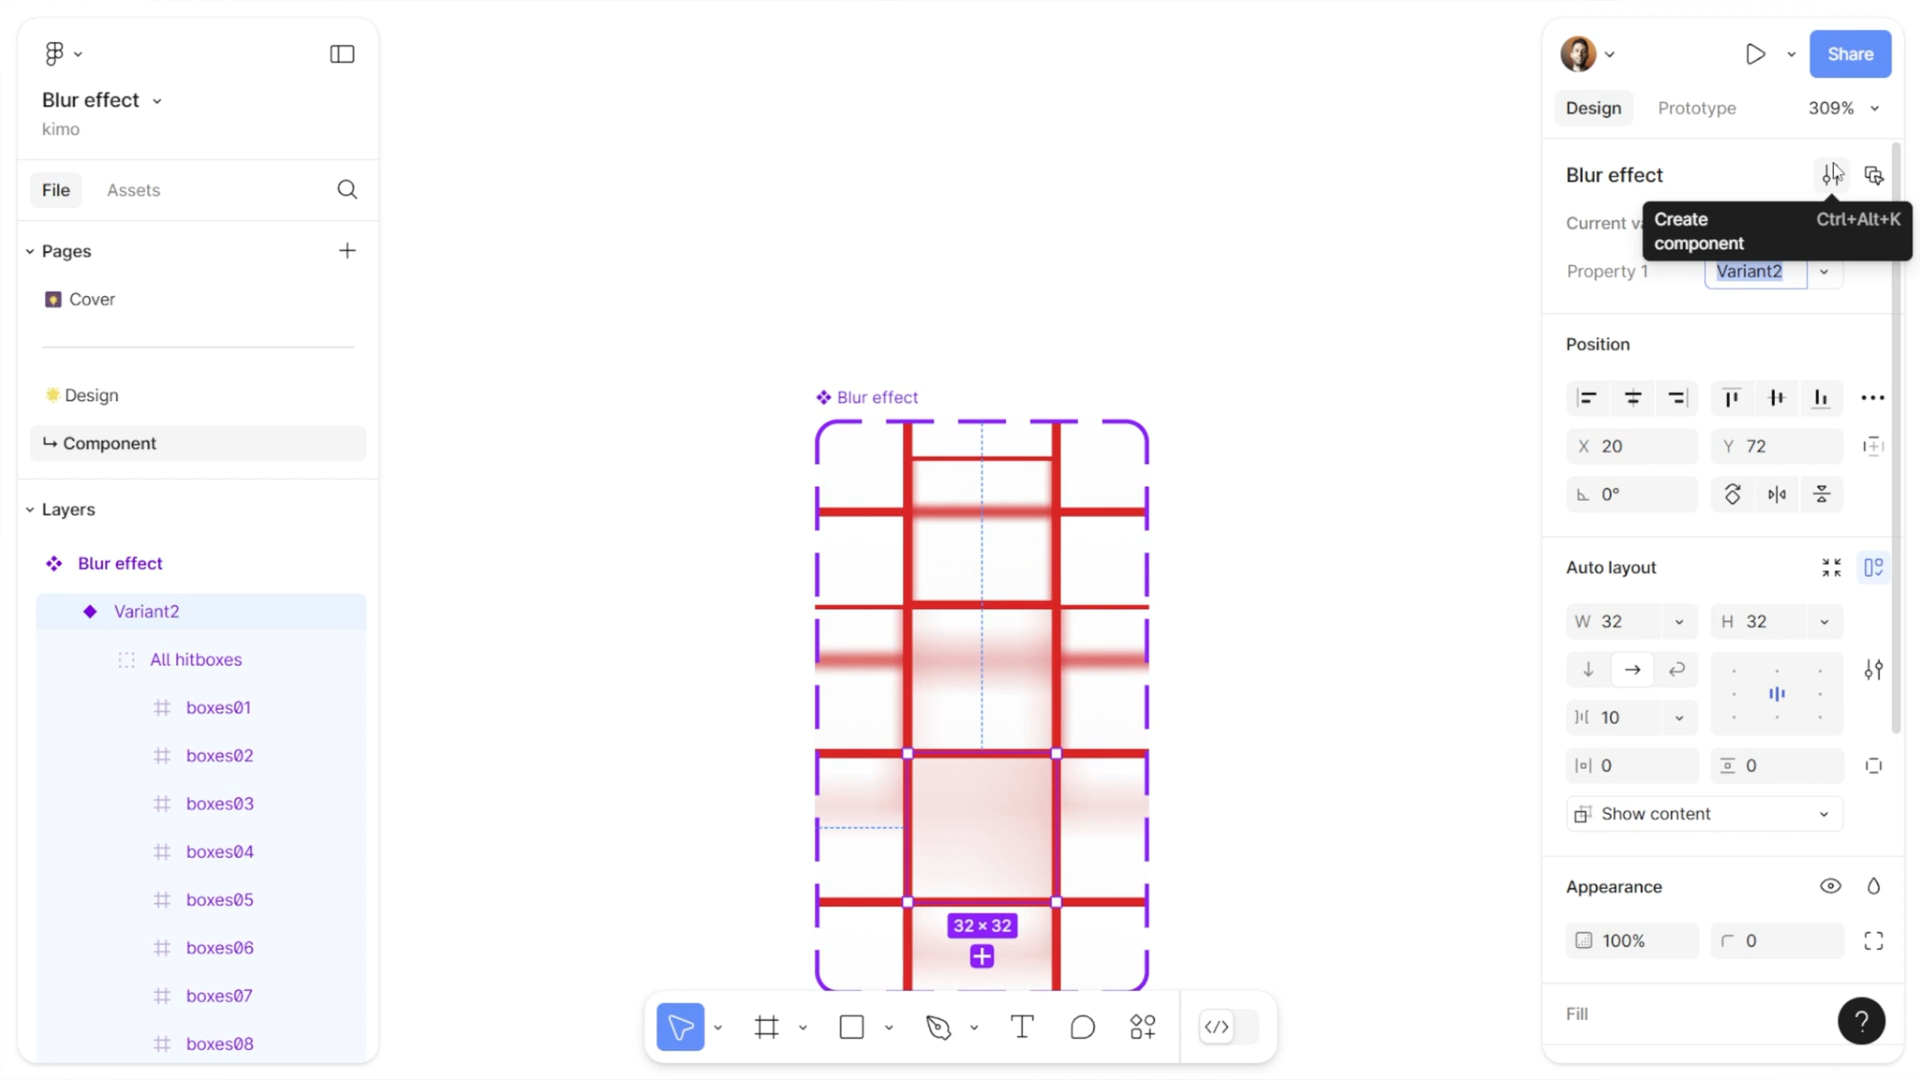 Blur effect
kimo
File
Assets
Pages
Cover
Design
↳ Component
Layers
Blur effect
Variant2
All hitboxes
boxes01
boxes02
boxes03
boxes04
boxes05
boxes06
boxes07
boxes08
Blur effect
32 × 32
Share
Design
Prototype
309%
Blur effect
Current va
Create component
Ctrl+Alt+K
Property 1
Variant2
Position
X 20
Y 72
0°
Auto layout
W 32
H 32
10
0
0
Show content
Appearance
100%
0
Fill
?